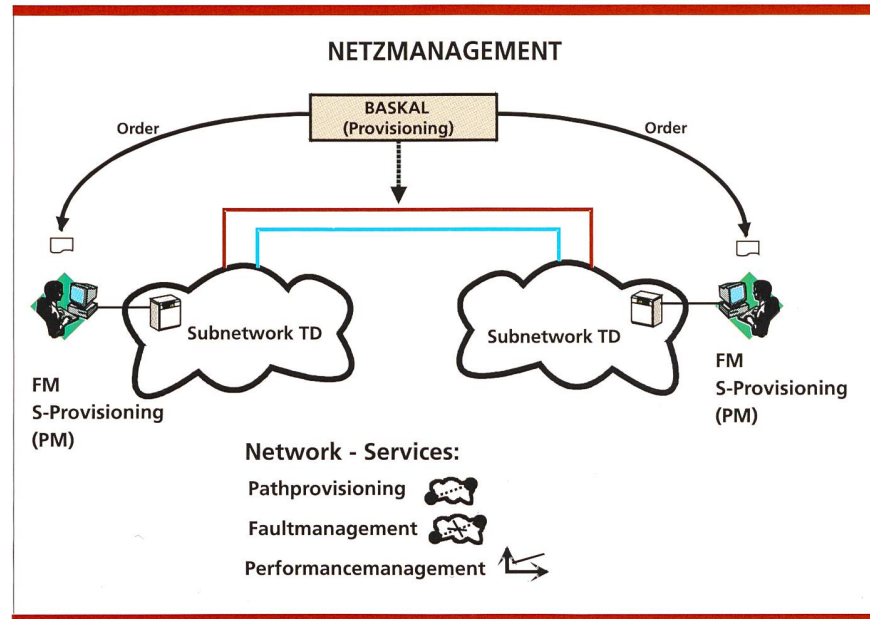 NETZMANAGEMENT
BASKAL
(Provisioning)
Order
Order
Subnetwork TD
Subnetwork TD
FM
S-Provisioning
(PM)
FM
S-Provisioning
(PM)
Network - Services:
Pathprovisioning
Faultmanagement
Performancemanagement